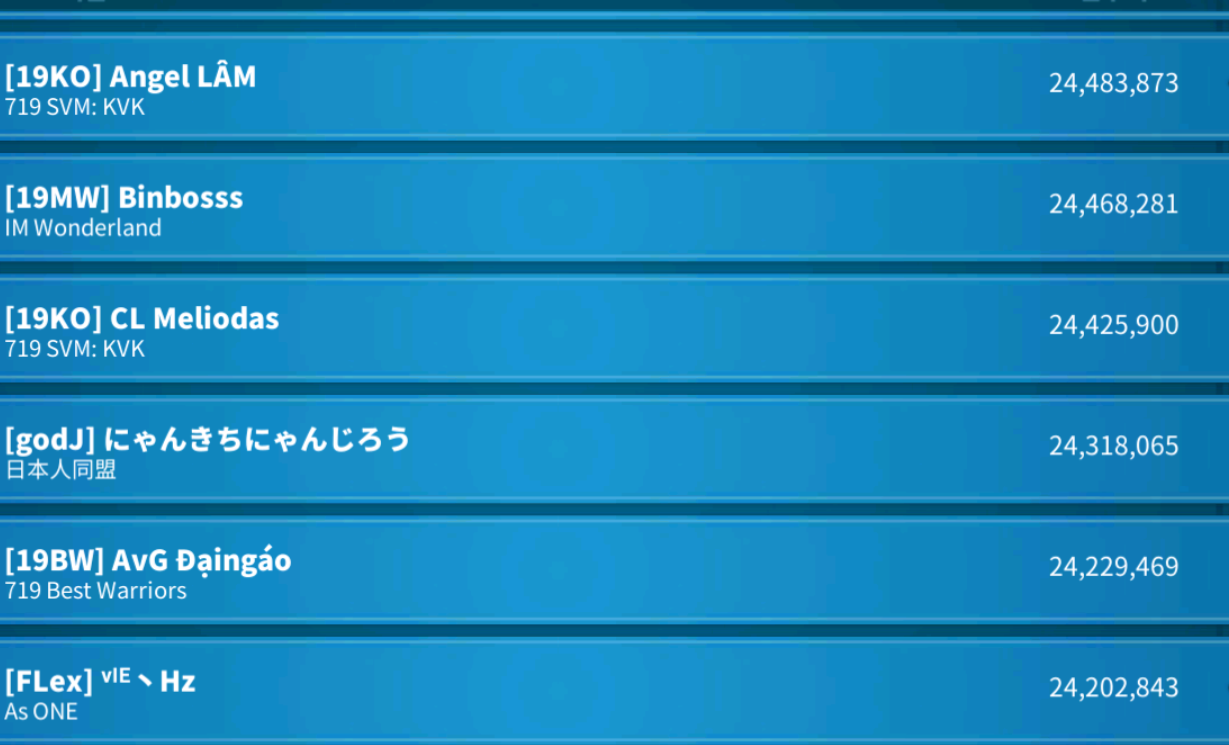 [19KO] Angel LÂM
24,483,873
719 SVM: KVK
[19MW] Binbosss
24,468,281
IM Wonderland
[19KO] CL Meliodas
24,425,900
719 SVM: KVK
[godJ] にゃんきちにゃんじろう
24,318,065
日本人同盟
[19BW] AvG Đạingáo
24,229,469
719 Best Warriors
[FLex] ᵛᶦᴱ丶Hz
24,202,843
As ONE